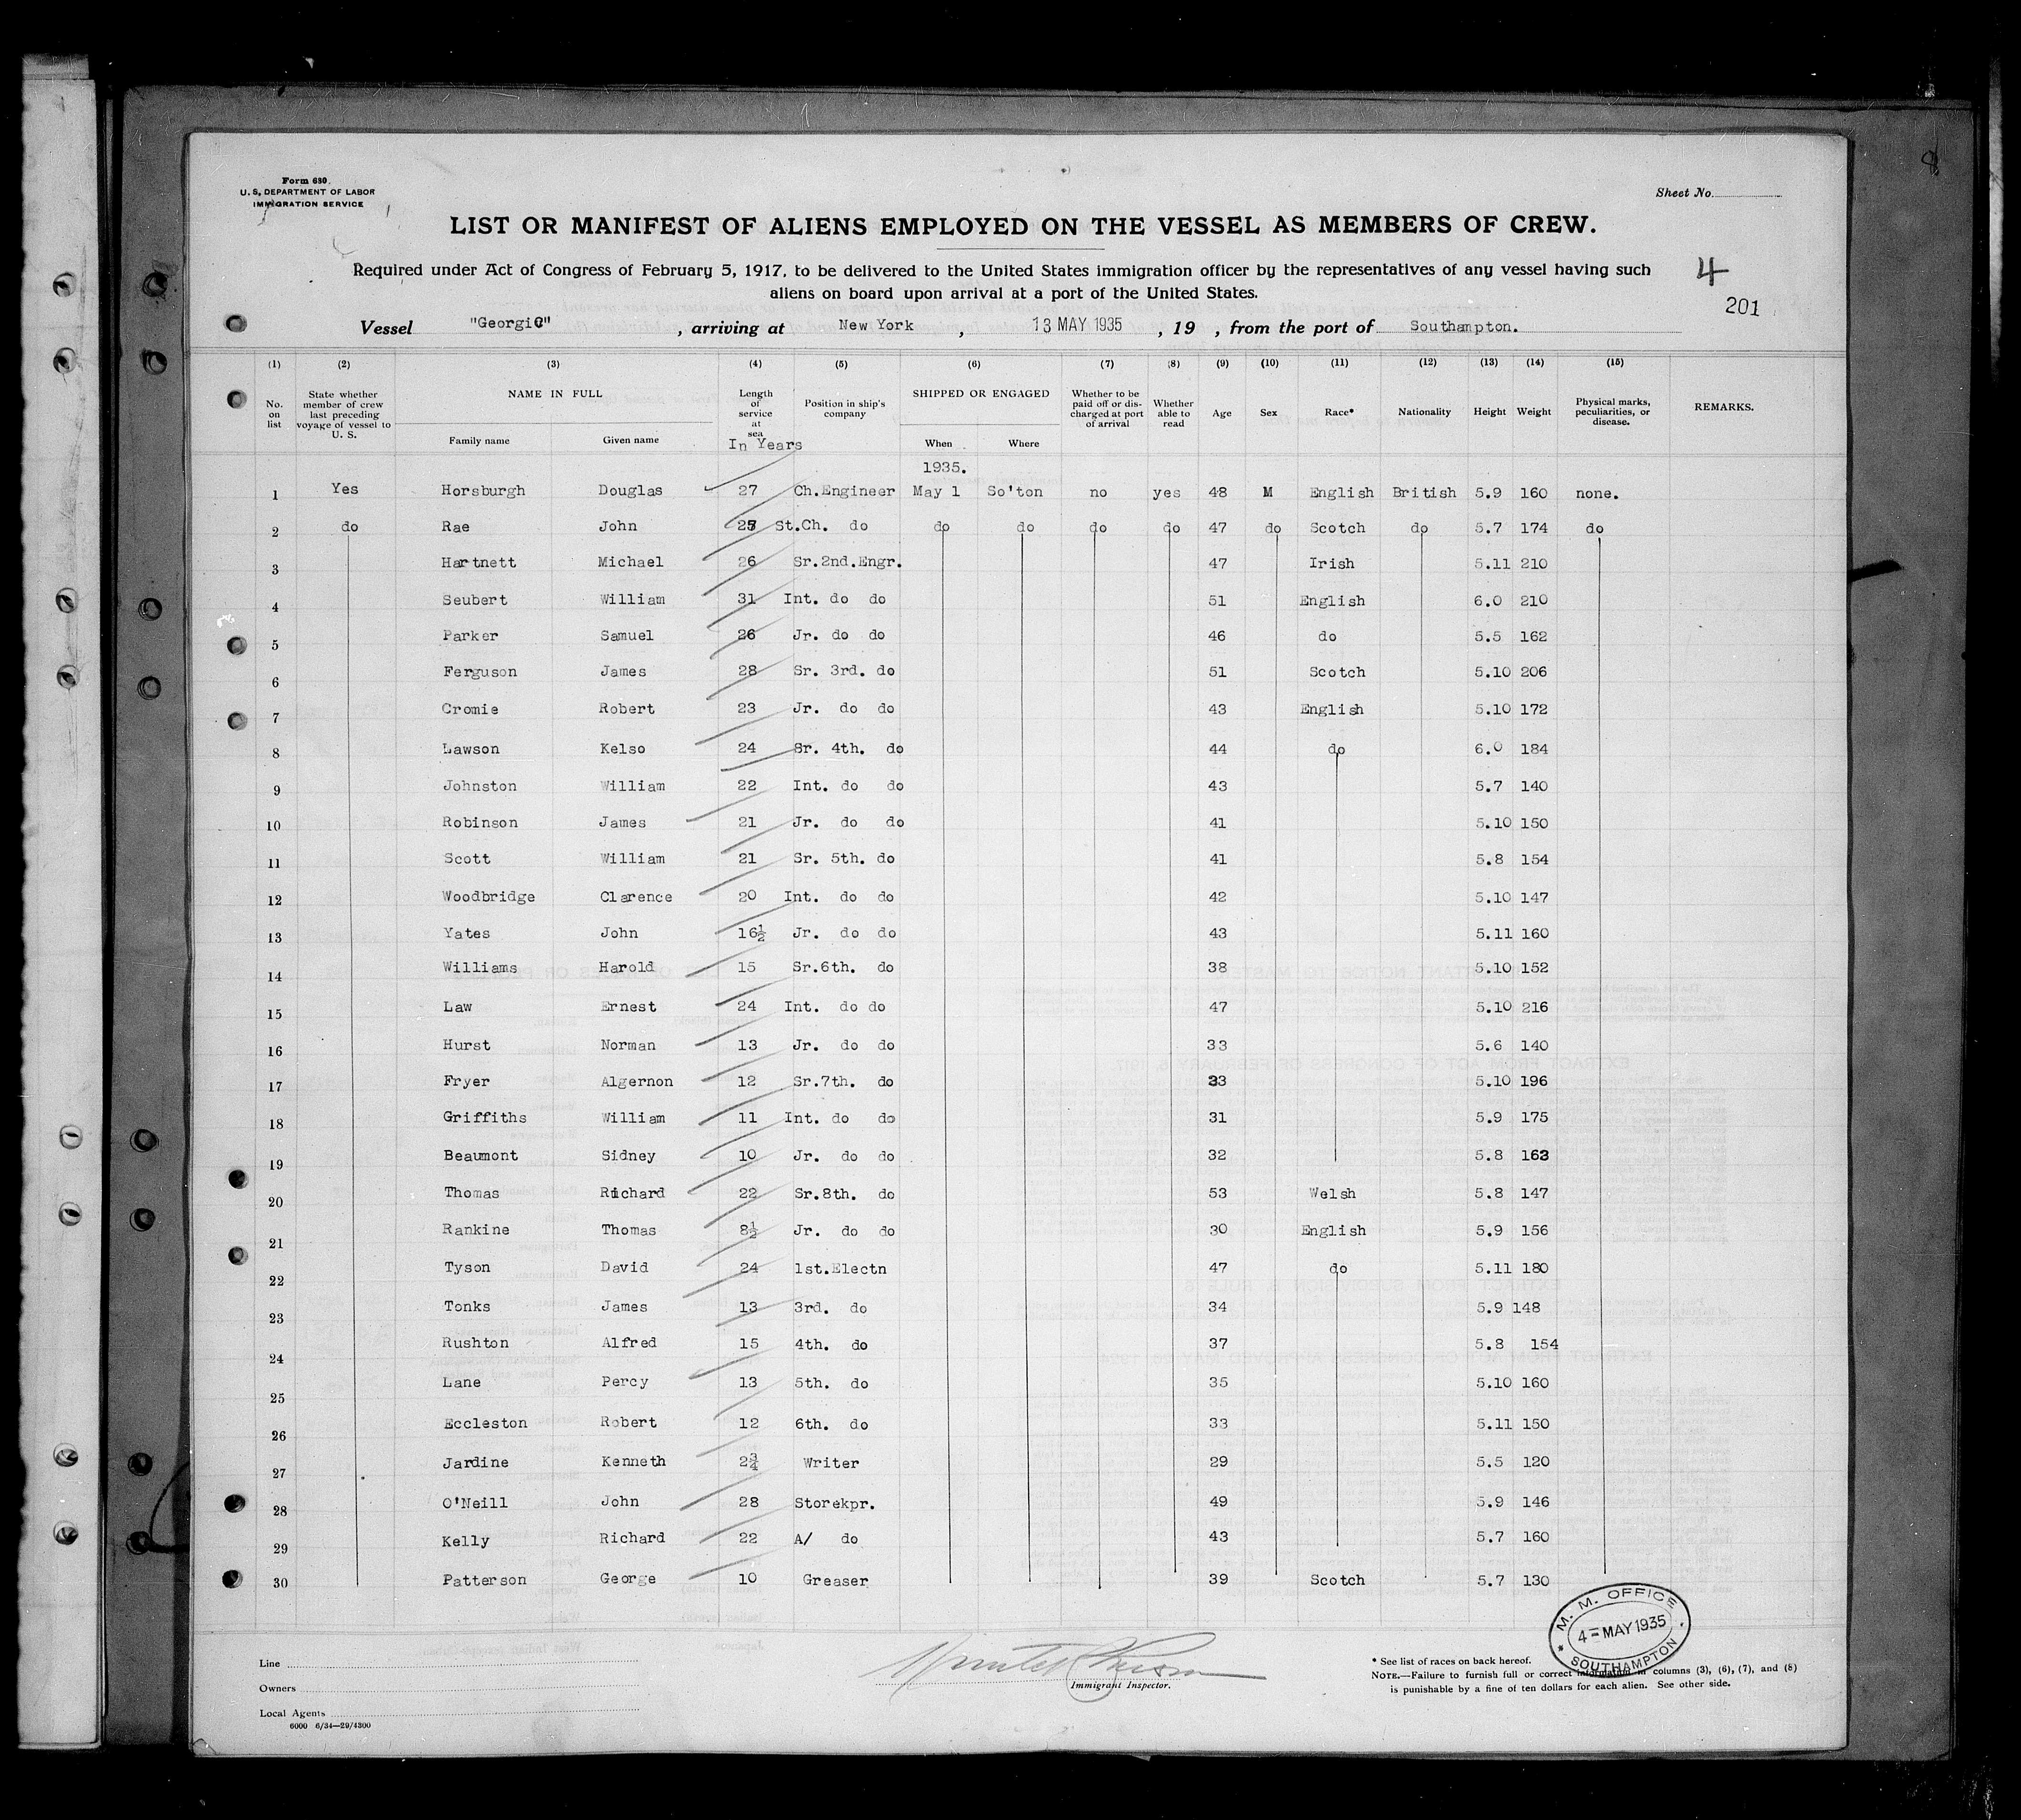 8
Form 680
U. S. DEPARTMENT OF LABOR
IMMIGRATION SERVICE
Sheet No.
LIST OR MANIFEST OF ALIENS EMPLOYED ON THE VESSEL AS MEMBERS OF CREW.
Required under Act of Congress of February 5, 1917, to be delivered to the United States immigration officer by the representatives of any vessel having such
aliens on board upon arrival at a port of the United States.
4
201
Vessel "Georgic" , arriving at New York , 13 MAY 1935 , 19 , from the port of Southampton.
(1) (2) (3) (4) (5) (6) (7) (8) (9) (10) (11) (12) (13) (14) (15)
No. on list State whether member of crew last preceding voyage of vessel to U. S. NAME IN FULL Family name Given name Length of service at sea In Years Position in ship's company SHIPPED OR ENGAGED When Where Whether to be paid off or discharged at port of arrival Whether able to read Age Sex Race* Nationality Height Weight Physical marks, peculiarities, or disease. REMARKS.
1935.
1 Yes Horsburgh Douglas 27 Ch.Engineer May 1 So'ton no yes 48 M English British 5.9 160 none.
2 do Rae John 25 St.Ch. do do do do do 47 do Scotch do 5.7 174 do
3 Hartnett Michael 26 Sr.2nd.Engr. 47 Irish 5.11 210
4 Seubert William 31 Int. do do 51 English 6.0 210
5 Parker Samuel 26 Jr. do do 46 do 5.5 162
6 Ferguson James 28 Sr. 3rd. do 51 Scotch 5.10 206
7 Cromie Robert 23 Jr. do do 43 English 5.10 172
8 Lawson Kelso 24 Sr. 4th. do 44 do 6.0 184
9 Johnston William 22 Int. do do 43 5.7 140
10 Robinson James 21 Jr. do do 41 5.10 150
11 Scott William 21 Sr. 5th. do 41 5.8 154
12 Woodbridge Clarence 20 Int. do do 42 5.10 147
13 Yates John 16½ Jr. do do 43 5.11 160
14 Williams Harold 15 Sr.6th. do 38 5.10 152
15 Law Ernest 24 Int. do do 47 5.10 216
16 Hurst Norman 13 Jr. do do 33 5.6 140
17 Fryer Algernon 12 Sr.7th. do 33 5.10 196
18 Griffiths William 11 Int. do do 31 5.9 175
19 Beaumont Sidney 10 Jr. do do 32 5.8 163
20 Thomas Richard 22 Sr.8th. do 53 Welsh 5.8 147
21 Rankine Thomas 8½ Jr. do do 30 English 5.9 156
22 Tyson David 24 1st.Electn 47 do 5.11 180
23 Tonks James 13 3rd. do 34 5.9 148
24 Rushton Alfred 15 4th. do 37 5.8 154
25 Lane Percy 13 5th. do 35 5.10 160
26 Eccleston Robert 12 6th. do 33 5.11 150
27 Jardine Kenneth 2¾ Writer 29 5.5 120
28 O'Neill John 28 Storekpr. 49 5.9 146
29 Kelly Richard 22 A/ do 43 5.7 160
30 Patterson George 10 Greaser 39 Scotch 5.7 130
M. M. OFFICE
4 = MAY 1935
SOUTHAMPTON
Line
Owners
Local Agents
6000 6/34—29/4300
Immigrant Inspector.
* See list of races on back hereof.
NOTE.—Failure to furnish full or correct information in columns (3), (6), (7), and (8)
is punishable by a fine of ten dollars for each alien. See other side.